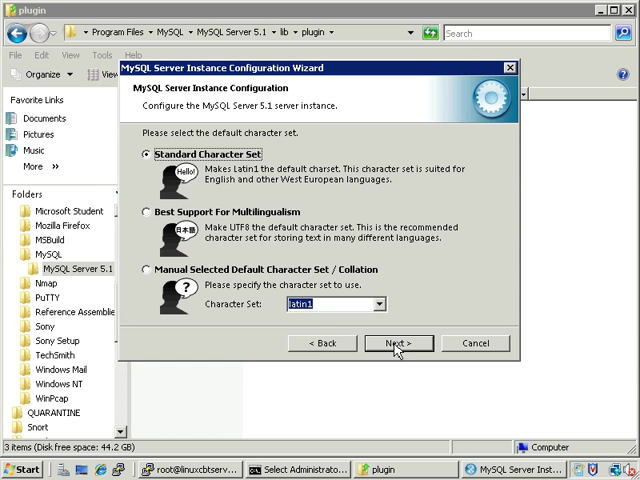 plugin
Program Files
MySQL
MySQL Server 5.1
lib
plugin
Search
File
Edit
View
Tools
Help
Organize
View
MySQL Server Instance Configuration Wizard
MySQL Server Instance Configuration
Configure the MySQL Server 5.1 server instance.
Please select the default character set.
Standard Character Set
Hello!
Makes Latin1 the default charset. This character set is suited for
English and other West European languages.
Best Support For Multilingualism
日本語
Make UTF8 the default character set. This is the recommended
character set for storing text in many different languages.
Manual Selected Default Character Set / Collation
?
Please specify the character set to use.
Character Set:
latin1
< Back
Next >
Cancel
Favorite Links
Documents
Pictures
Music
More »
Folders
Microsoft Student
Mozilla Firefox
MSBuild
MySQL
MySQL Server 5.1
Nmap
PuTTY
Reference Assemblie
Sony
Sony Setup
TechSmith
Windows Mail
Windows NT
WinPcap
QUARANTINE
Snort
3 items (Disk free space: 44.2 GB)
Computer
Start
root@linuxcbtserv...
Select Administrato...
plugin
MySQL Server Inst...